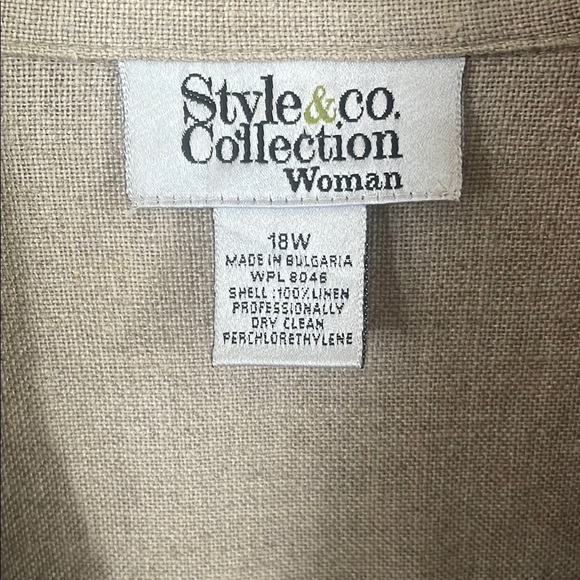 Style&co.
Collection
Woman
18W
MADE IN BULGARIA
WPL 8046
SHELL :100% LINEN
PROFESSIONALLY
DRY CLEAN
PERCHLORETHYLENE